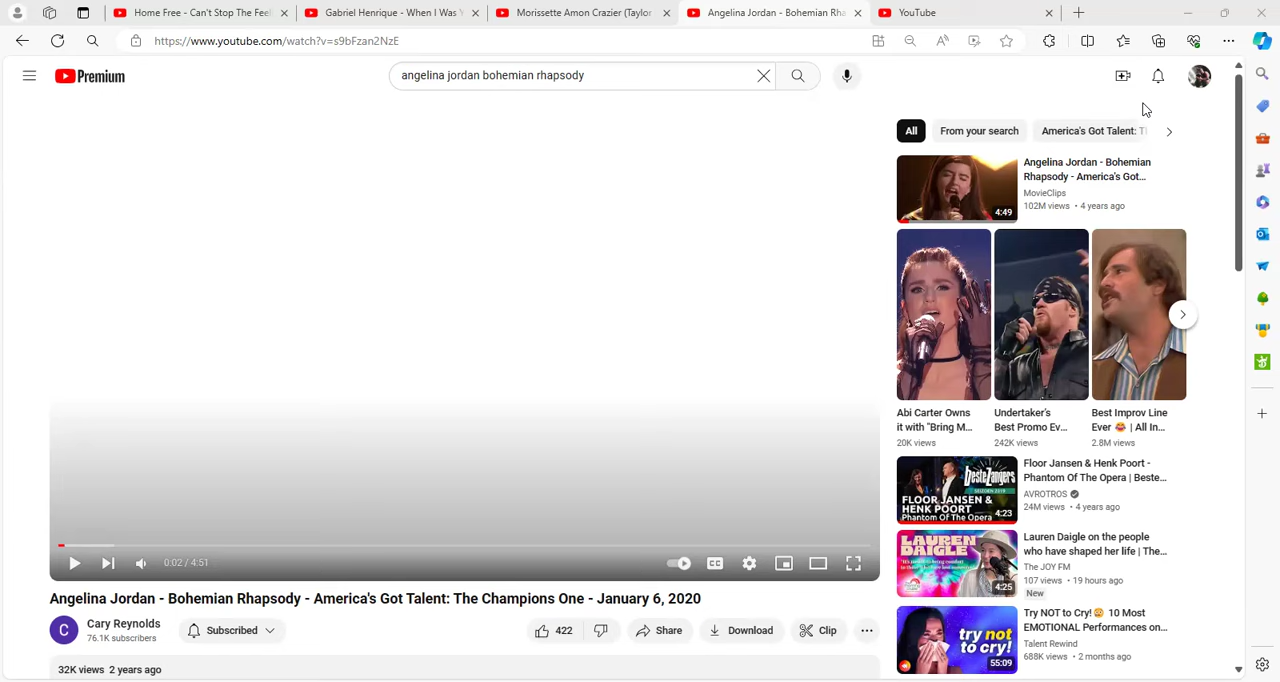 Home Free - Can't Stop The Feel
Gabriel Henrique - When I Was Y
Morissette Amon Crazier (Taylor
Angelina Jordan - Bohemian Rha
YouTube
https://www.youtube.com/watch?v=s9bFzan2NzE
Premium
angelina jordan bohemian rhapsody
All
From your search
America's Got Talent: Tl
Angelina Jordan - Bohemian
Rhapsody - America's Got...
MovieClips
102M views • 4 years ago
4:49
Abi Carter Owns
it with "Bring M...
20K views
Undertaker's
Best Promo Ev...
242K views
Best Improv Line
Ever 😂 | All In...
2.8M views
besteZangers
SEIZOEN 2019
FLOOR JANSEN &
HENK POORT
Phantom Of The Opera
4:23
Floor Jansen & Henk Poort -
Phantom Of The Opera | Beste...
AVROTROS
24M views • 4 years ago
LAUREN
DAIGLE
4:25
Lauren Daigle on the people
who have shaped her life | The...
The JOY FM
107 views • 19 hours ago
New
try not
to cry!
55:09
Try NOT to Cry!😢 10 Most
EMOTIONAL Performances on...
Talent Rewind
688K views • 2 months ago
0:02 / 4:51
CC
Angelina Jordan - Bohemian Rhapsody - America's Got Talent: The Champions One - January 6, 2020
C
Cary Reynolds
76.1K subscribers
Subscribed
422
Share
Download
Clip
32K views 2 years ago